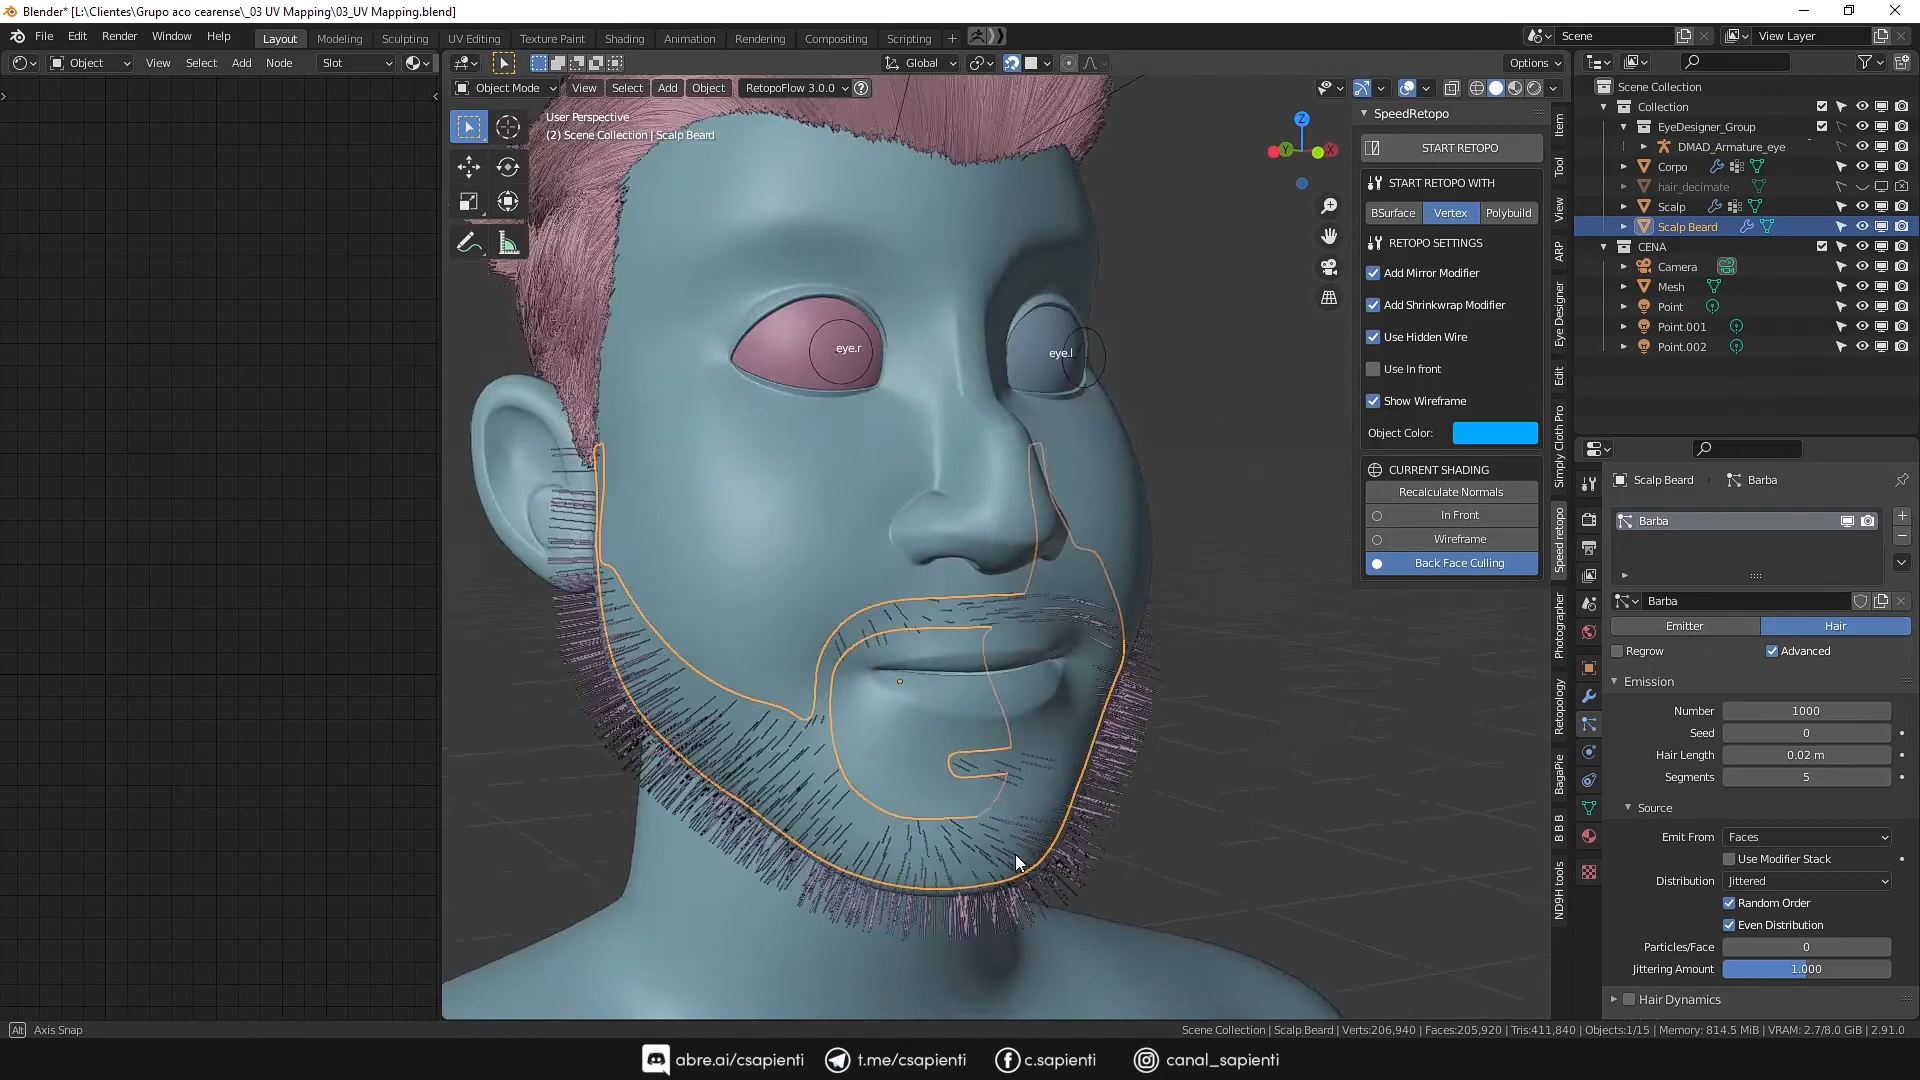 Blender* [L:\Clientes\Grupo aco cearense\_03 UV Mapping\03_UV Mapping.blend]
File Edit Render Window Help Layout Modeling Sculpting UV Editing Texture Paint Shading Animation Rendering Compositing Scripting + Scene View Layer
Object View Select Add Node Slot Global Options
Object Mode View Select Add Object RetopoFlow 3.0.0
User Perspective
(2) Scene Collection | Scalp Beard
Z
Y
X
eye.r
eye.l
SpeedRetopo
START RETOPO
START RETOPO WITH
BSurface Vertex Polybuild
RETOPO SETTINGS
Add Mirror Modifier
Add Shrinkwrap Modifier
Use Hidden Wire
Use In front
Show Wireframe
Object Color:
CURRENT SHADING
Recalculate Normals
In Front
Wireframe
Back Face Culling
Item
Tool
View
ARP
Eye Designer
Edit
Simply Cloth Pro
Speed retopo
Photographer
Retopology
BagaPie
B B B
ND9H tools
Scene Collection
Collection
EyeDesigner_Group
DMAD_Armature_eye
Corpo
hair_decimate
Scalp
Scalp Beard
CENA
Camera
Mesh
Point
Point.001
Point.002
Scalp Beard Barba
Barba
Barba
Emitter Hair
Regrow Advanced
Emission
Number 1000
Seed 0
Hair Length 0.02 m
Segments 5
Source
Emit From Faces
Use Modifier Stack
Distribution Jittered
Random Order
Even Distribution
Particles/Face 0
Jittering Amount 1.000
Hair Dynamics
Alt Axis Snap
Scene Collection | Scalp Beard | Verts:206,940 | Faces:205,920 | Tris:411,840 | Objects:1/15 | Memory: 814.5 MiB | VRAM: 2.7/8.0 GiB | 2.91.0
abre.ai/csapienti t.me/csapienti c.sapienti canal_sapienti